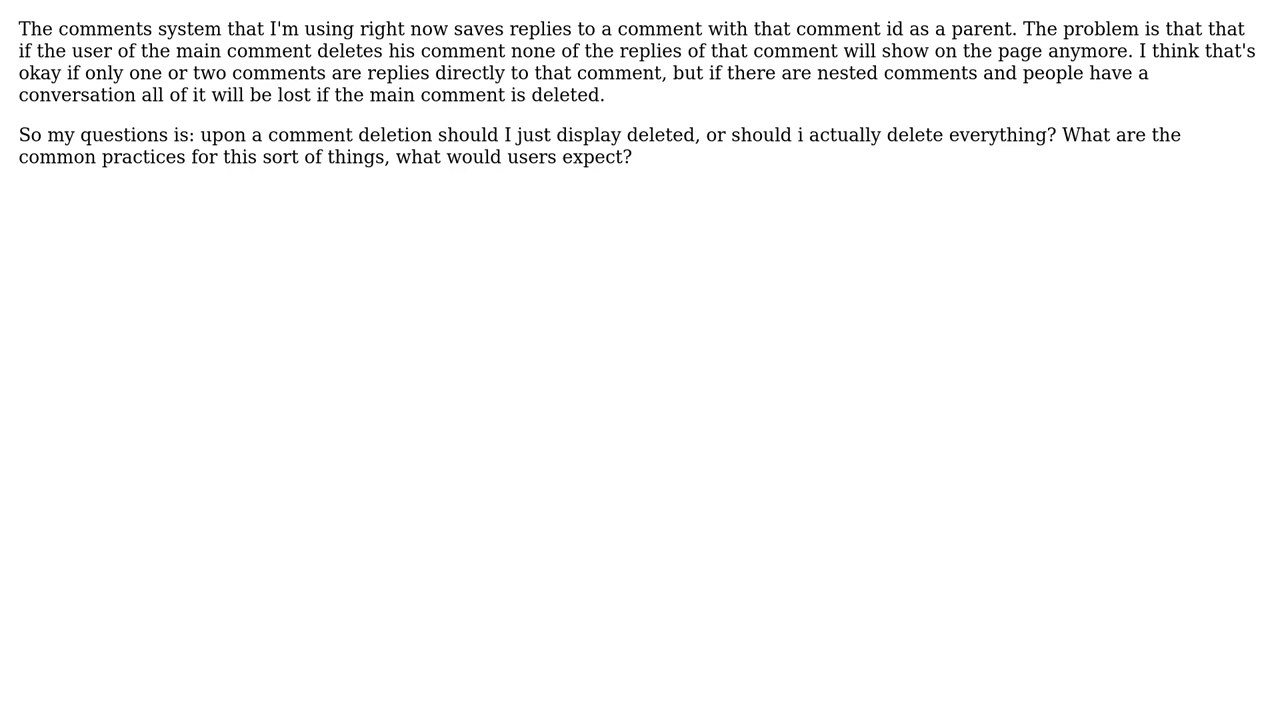 The comments system that I'm using right now saves replies to a comment with that comment id as a parent. The problem is that that
if the user of the main comment deletes his comment none of the replies of that comment will show on the page anymore. I think that's
okay if only one or two comments are replies directly to that comment, but if there are nested comments and people have a
conversation all of it will be lost if the main comment is deleted.
So my questions is: upon a comment deletion should I just display deleted, or should i actually delete everything? What are the
common practices for this sort of things, what would users expect?